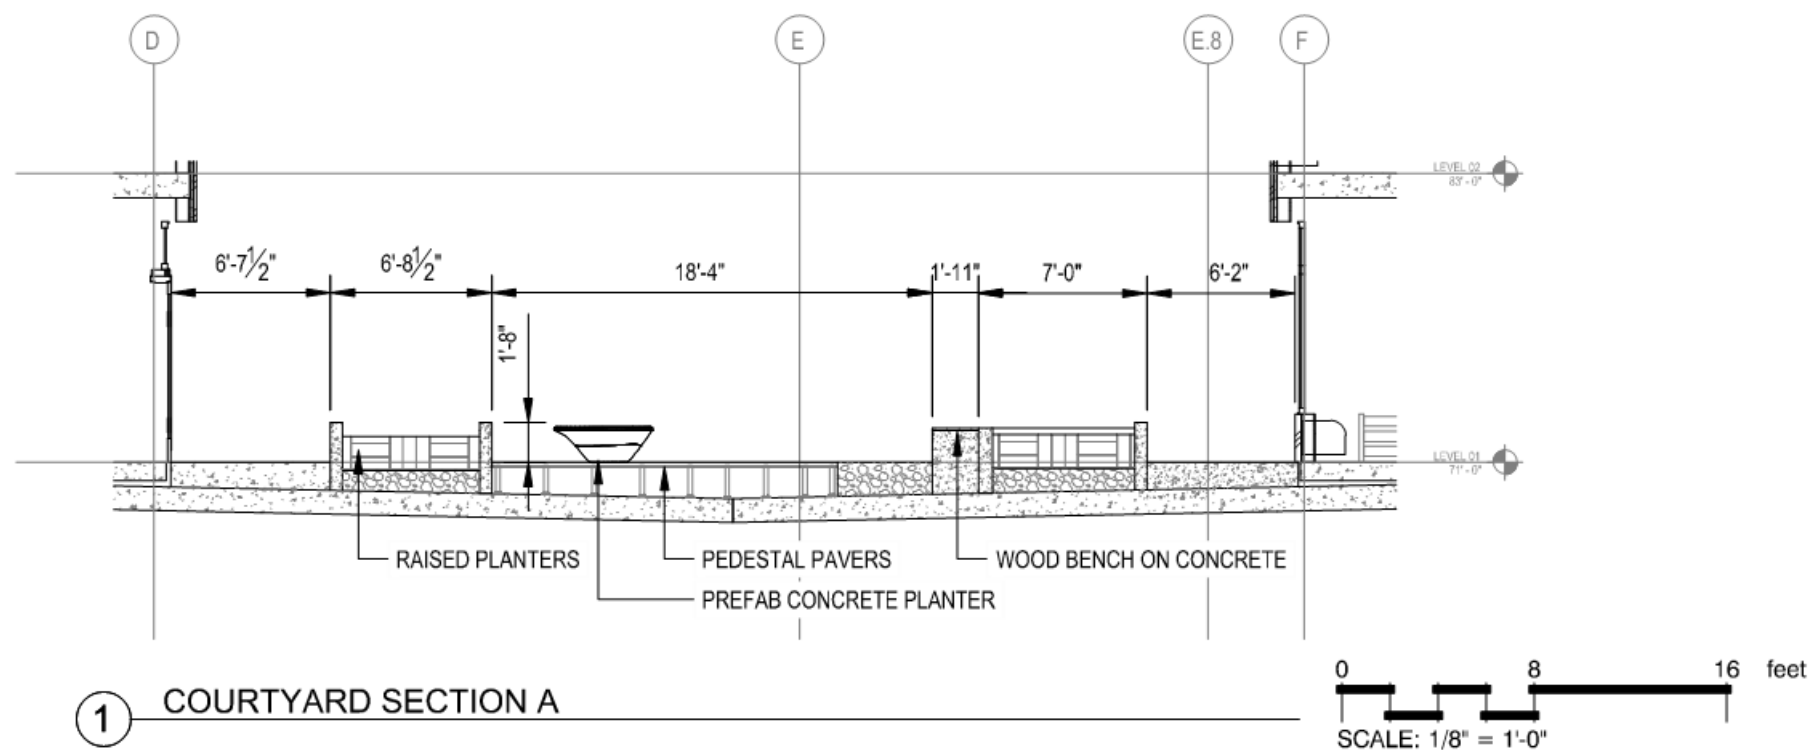 D
E
E.8
F
LEVEL 02
83' - 0"
6'-7½"
6'-8½"
18'-4"
1'-11"
7'-0"
6'-2"
1'-8"
LEVEL 01
71' - 0"
RAISED PLANTERS
PEDESTAL PAVERS
WOOD BENCH ON CONCRETE
PREFAB CONCRETE PLANTER
0 8 16 feet
1 COURTYARD SECTION A
SCALE: 1/8" = 1'-0"